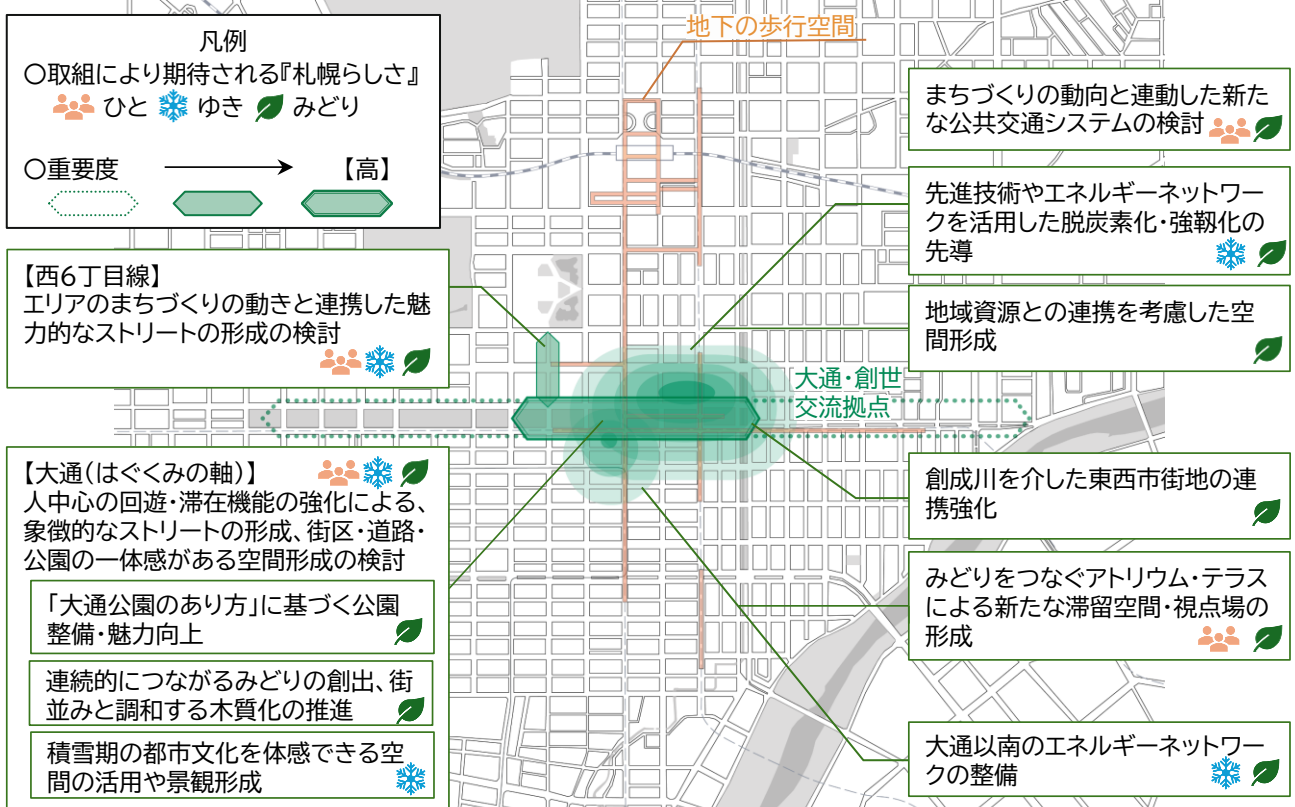 凡例
〇取組により期待される『札幌らしさ』
ひと ゆき みどり
〇重要度 【高】
地下の歩行空間
【西6丁目線】
エリアのまちづくりの動きと連携した魅
力的なストリートの形成の検討
【大通（はぐくみの軸）】
人中心の回遊・滞在機能の強化による、
象徴的なストリートの形成、街区・道路・
公園の一体感がある空間形成の検討
「大通公園のあり方」に基づく公園
整備・魅力向上
連続的につながるみどりの創出、街
並みと調和する木質化の推進
積雪期の都市文化を体感できる空
間の活用や景観形成
大通・創世
交流拠点
まちづくりの動向と連動した新た
な公共交通システムの検討
先進技術やエネルギーネットワー
クを活用した脱炭素化・強靱化の
先導
地域資源との連携を考慮した空
間形成
創成川を介した東西市街地の連
携強化
みどりをつなぐアトリウム・テラス
による新たな滞留空間・視点場の
形成
大通以南のエネルギーネットワー
クの整備